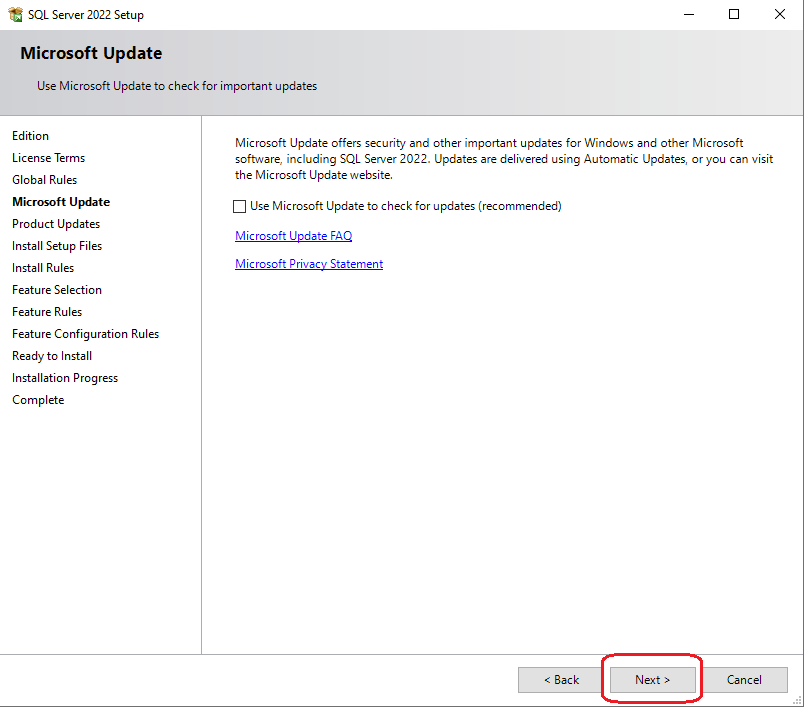 SQL Server 2022 Setup
Microsoft Update
Use Microsoft Update to check for important updates
Edition
License Terms
Global Rules
Microsoft Update
Product Updates
Install Setup Files
Install Rules
Feature Selection
Feature Rules
Feature Configuration Rules
Ready to Install
Installation Progress
Complete
Microsoft Update offers security and other important updates for Windows and other Microsoft
software, including SQL Server 2022. Updates are delivered using Automatic Updates, or you can visit
the Microsoft Update website.
Use Microsoft Update to check for updates (recommended)
Microsoft Update FAQ
Microsoft Privacy Statement
< Back
Next >
Cancel